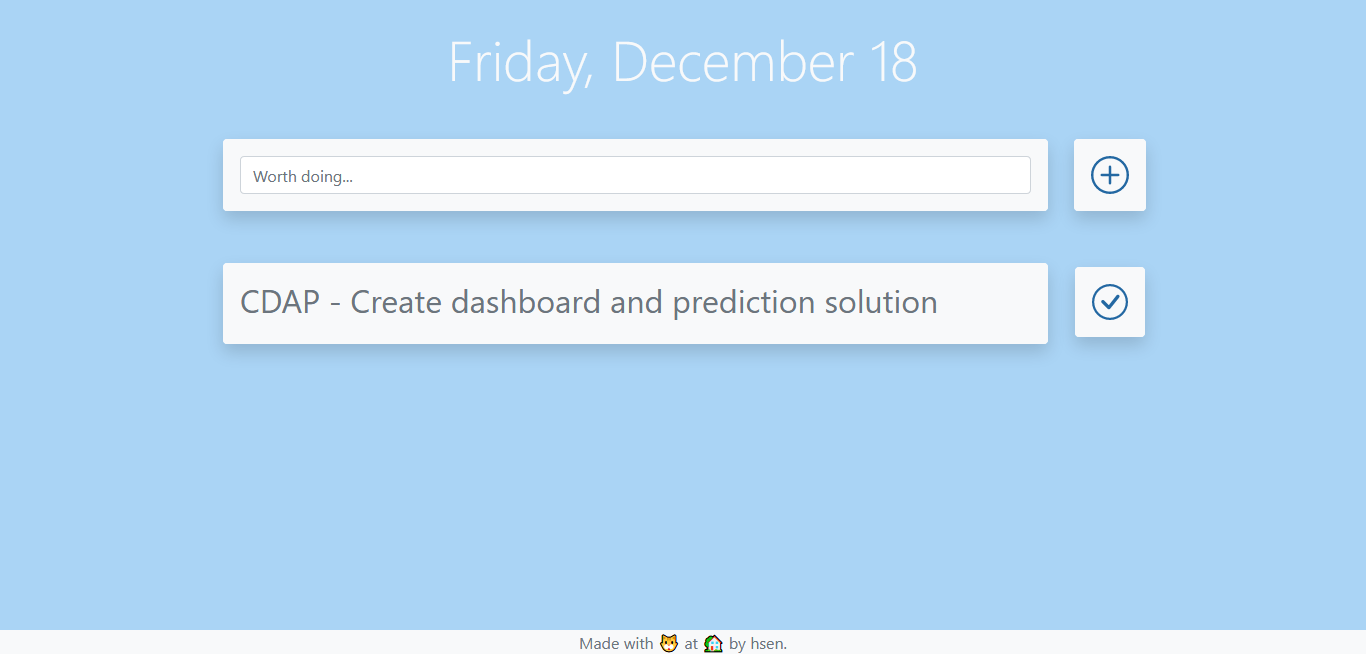 Friday, December 18
Worth doing...
CDAP - Create dashboard and prediction solution
Made with 🐱 at 🏡 by hsen.